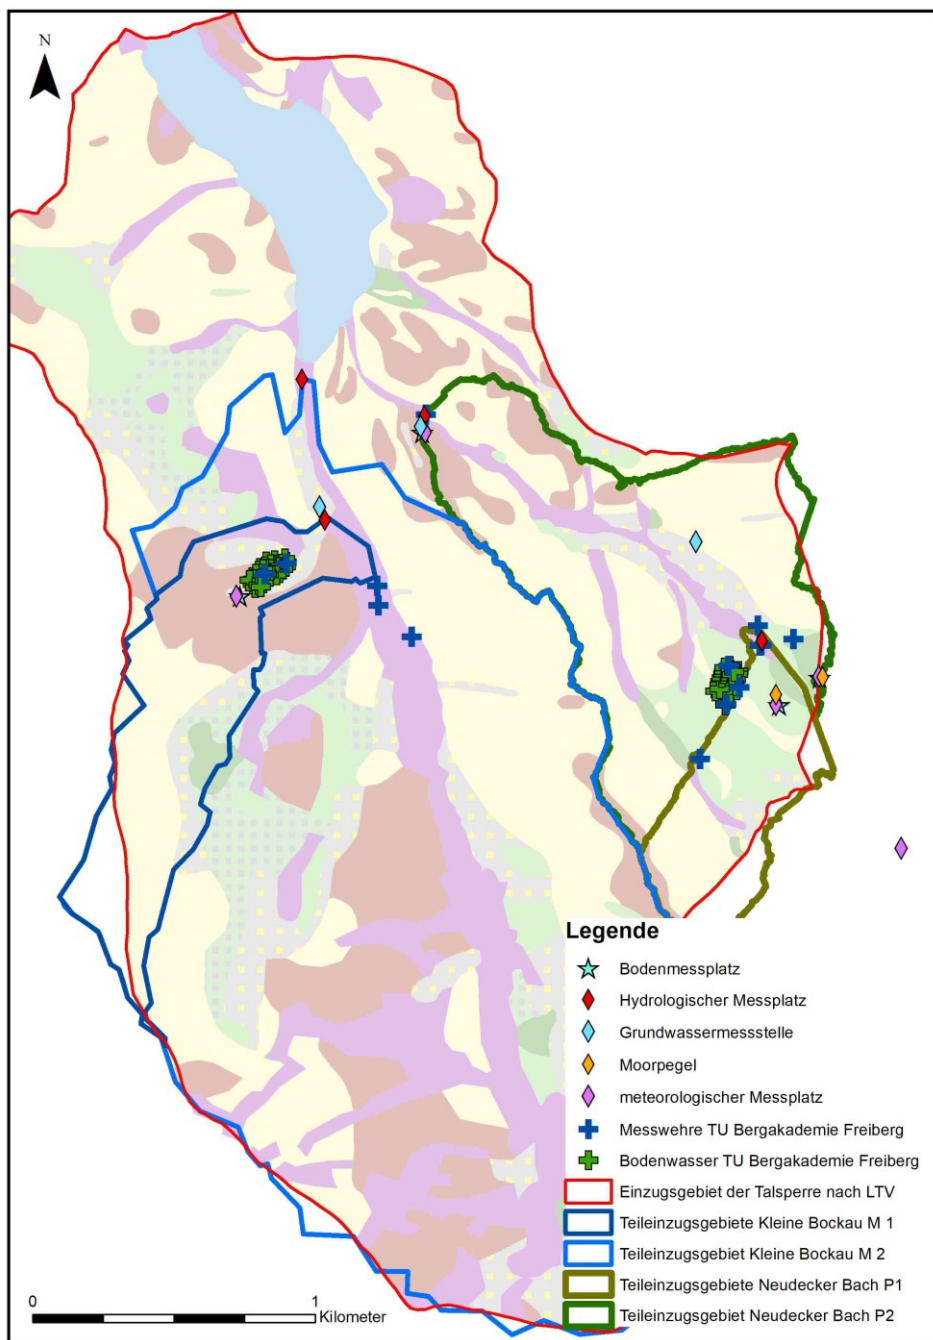 N
Legende
Bodenmessplatz
Hydrologischer Messplatz
Grundwassermessstelle
Moorpegel
meteorologischer Messplatz
Messwehre TU Bergakademie Freiberg
Bodenwasser TU Bergakademie Freiberg
Einzugsgebiet der Talsperre nach LTV
Teileinzugsgebiete Kleine Bockau M 1
Teileinzugsgebiet Kleine Bockau M 2
Teileinzugsgebiete Neudecker Bach P1
Teileinzugsgebiet Neudecker Bach P2
0 1
Kilometer